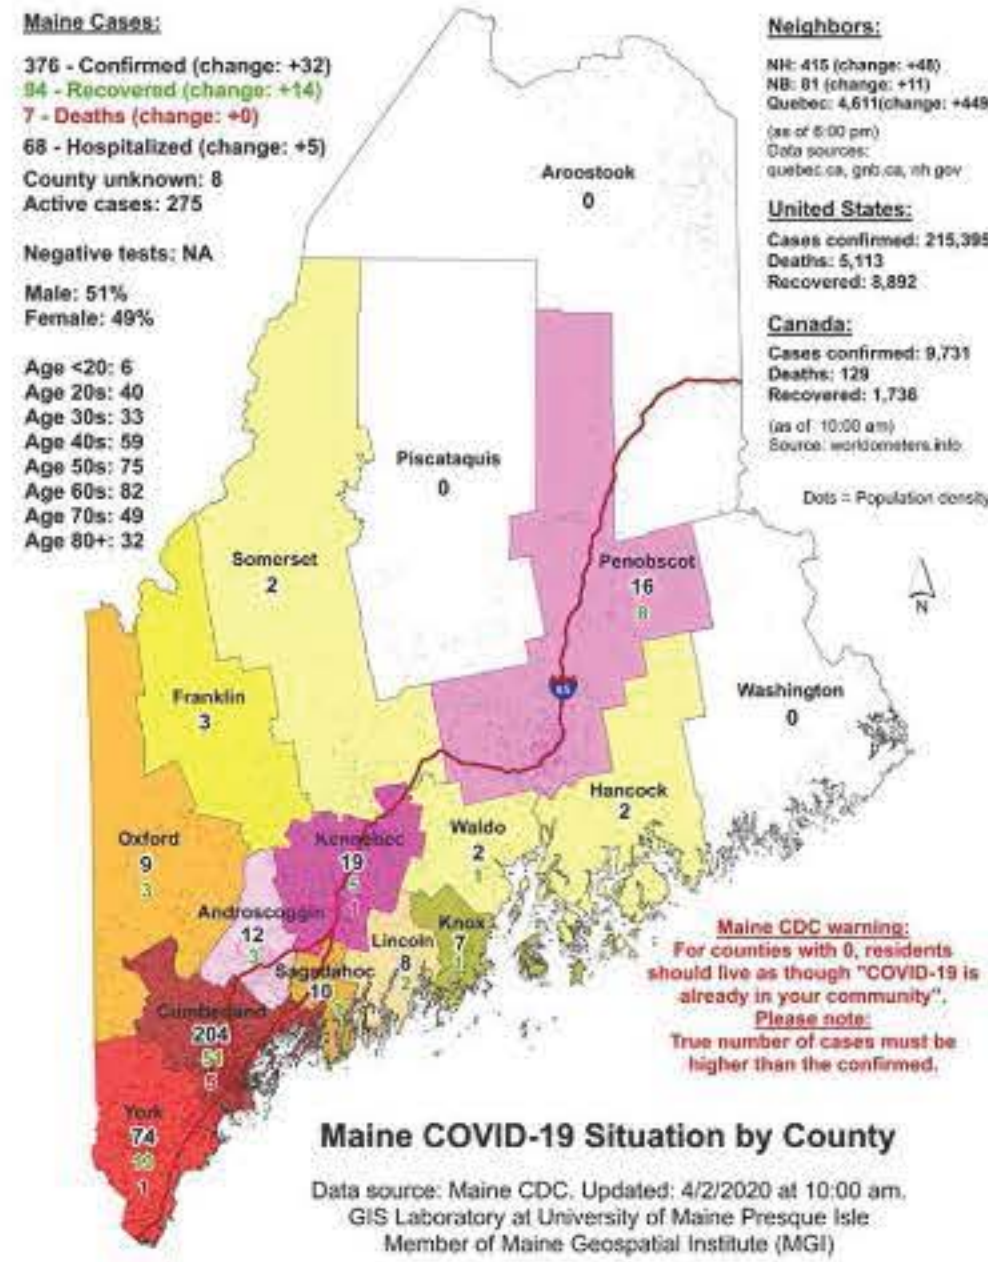 Maine Cases:
376 - Confirmed (change: +32)
94 - Recovered (change: +14)
7 - Deaths (change: +0)
68 - Hospitalized (change: +5)
County unknown: 8
Active cases: 275
Negative tests: NA
Male: 51%
Female: 49%
Age <20: 6
Age 20s: 40
Age 30s: 33
Age 40s: 59
Age 50s: 75
Age 60s: 82
Age 70s: 49
Age 80+: 32
Neighbors:
NH: 415 (change: +48)
NB: 81 (change: +11)
Quebec: 4,611(change: +449
(as of 6:00 pm)
Data sources:
quebec.ca, gnb.ca, nh.gov
United States:
Cases confirmed: 215,395
Deaths: 5,113
Recovered: 8,892
Canada:
Cases confirmed: 9,731
Deaths: 129
Recovered: 1,736
(as of 10:00 am)
Source: worldometers.info
Dots = Population density
N
Aroostook
0
Piscataquis
0
Somerset
2
Penobscot
16
8
95
Franklin
3
Washington
0
Hancock
2
Oxford
9
3
Kennebec
19
Waldo
2
Androscoggin
12
3
Knox
7
1
Lincoln
8
2
Sagadahoc
10
Cumberland
204
51
5
York
74
1
Maine CDC warning:
For counties with 0, residents
should live as though "COVID-19 is
already in your community".
Please note:
True number of cases must be
higher than the confirmed.
Maine COVID-19 Situation by County
Data source: Maine CDC. Updated: 4/2/2020 at 10:00 am.
GIS Laboratory at University of Maine Presque Isle
Member of Maine Geospatial Institute (MGI)